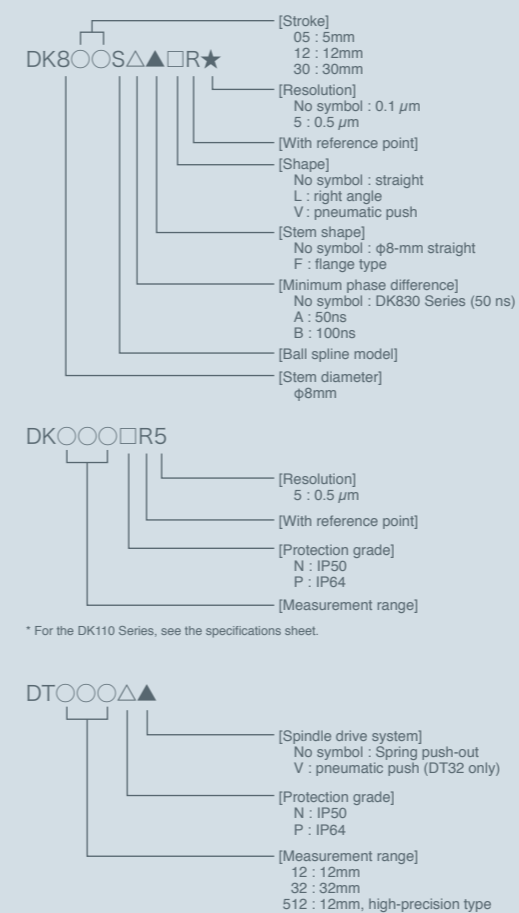 DK8○○S△▲□R★
[Stroke]
05 : 5mm
12 : 12mm
30 : 30mm
[Resolution]
No symbol : 0.1 μm
5 : 0.5 μm
[With reference point]
[Shape]
No symbol : straight
L : right angle
V : pneumatic push
[Stem shape]
No symbol : φ8-mm straight
F : flange type
[Minimum phase difference]
No symbol : DK830 Series (50 ns)
A : 50ns
B : 100ns
[Ball spline model]
[Stem diameter]
φ8mm
DK○○○□R5
[Resolution]
5 : 0.5 μm
[With reference point]
[Protection grade]
N : IP50
P : IP64
[Measurement range]
* For the DK110 Series, see the specifications sheet.
DT○○○△▲
[Spindle drive system]
No symbol : Spring push-out
V : pneumatic push (DT32 only)
[Protection grade]
N : IP50
P : IP64
[Measurement range]
12 : 12mm
32 : 32mm
512 : 12mm, high-precision type